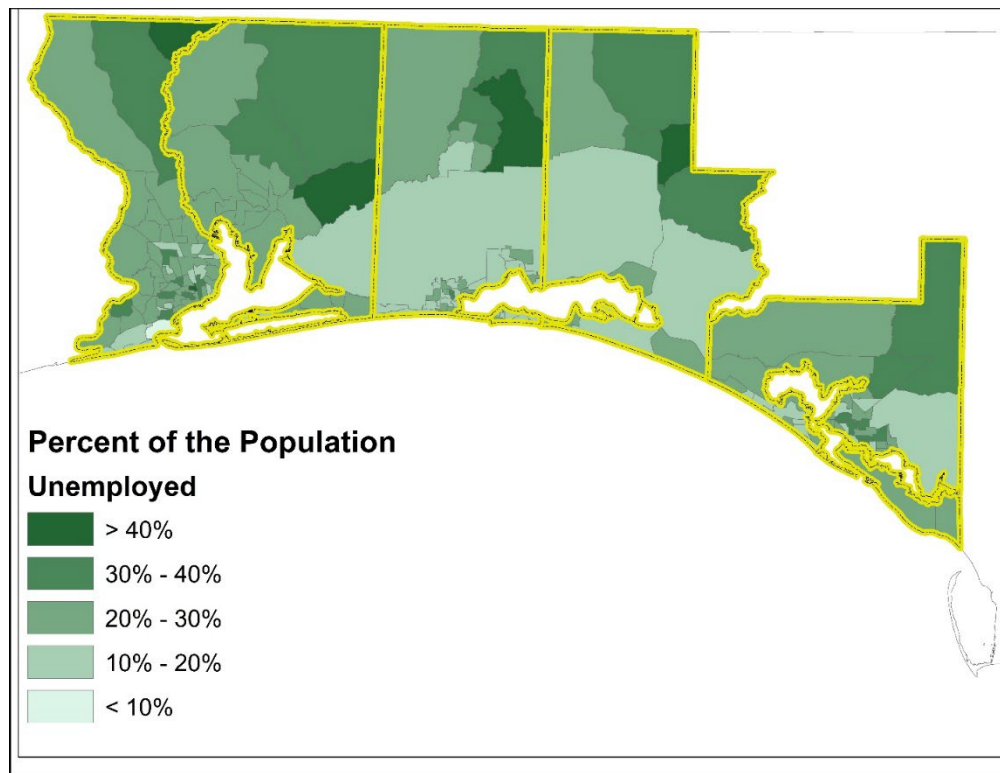 Percent of the Population
Unemployed
> 40%
30% - 40%
20% - 30%
10% - 20%
< 10%